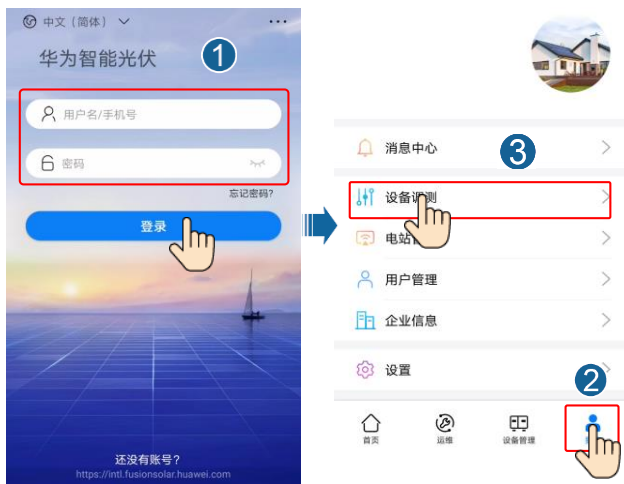 中文（简体）
华为智能光伏
1
用户名/手机号
密码
忘记密码?
登录
还没有账号？
https://intl.fusionsolar.huawei.com
消息中心
3
设备调测
电站
用户管理
企业信息
设置
2
首页
运维
设备管理